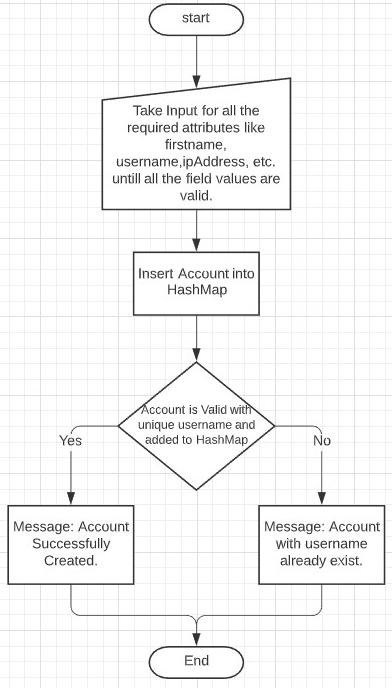 start
Take Input for all the
required attributes like
firstname,
username,ipAddress, etc.
untill all the field values are
valid.
Insert Account into
HashMap
Account is Valid with
unique username and
added to HashMap
Yes
No
Message: Account
Successfully
Created.
Message: Account
with username
already exist.
End